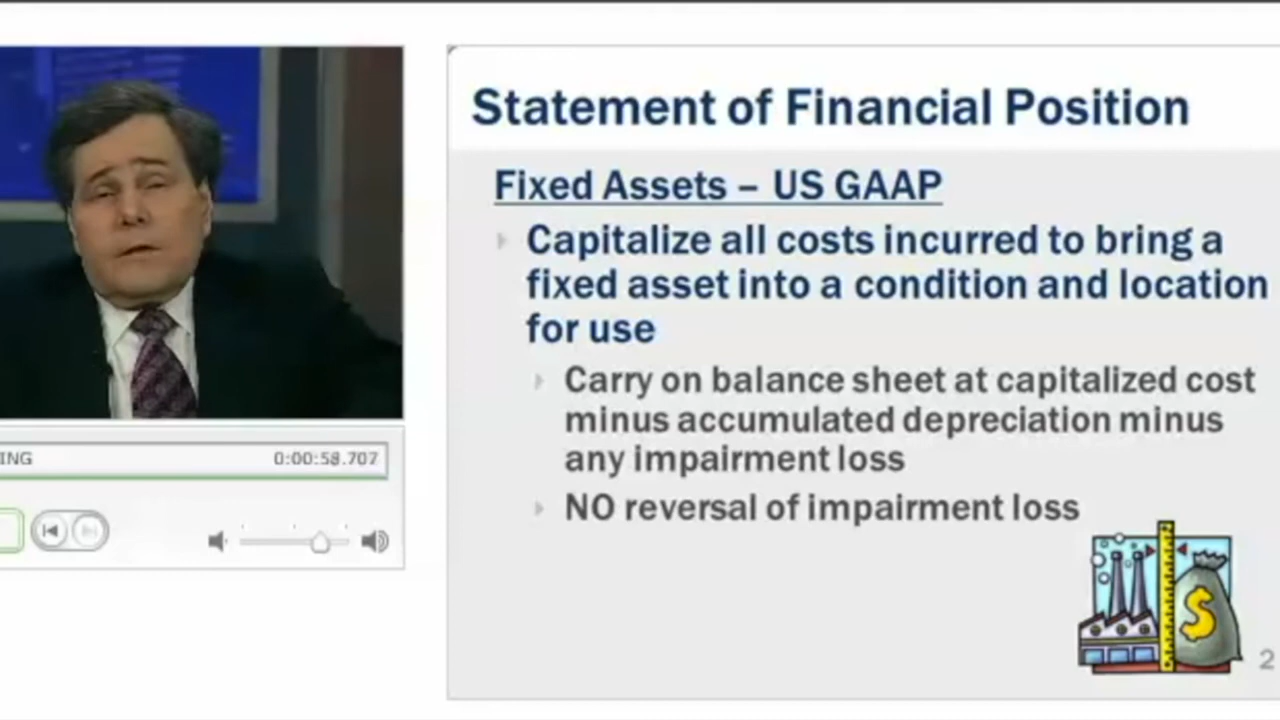 Statement of Financial Position
Fixed Assets – US GAAP
Capitalize all costs incurred to bring a
fixed asset into a condition and location
for use
Carry on balance sheet at capitalized cost
minus accumulated depreciation minus
any impairment loss
NO reversal of impairment loss
$
2
ING
0:00:58.707